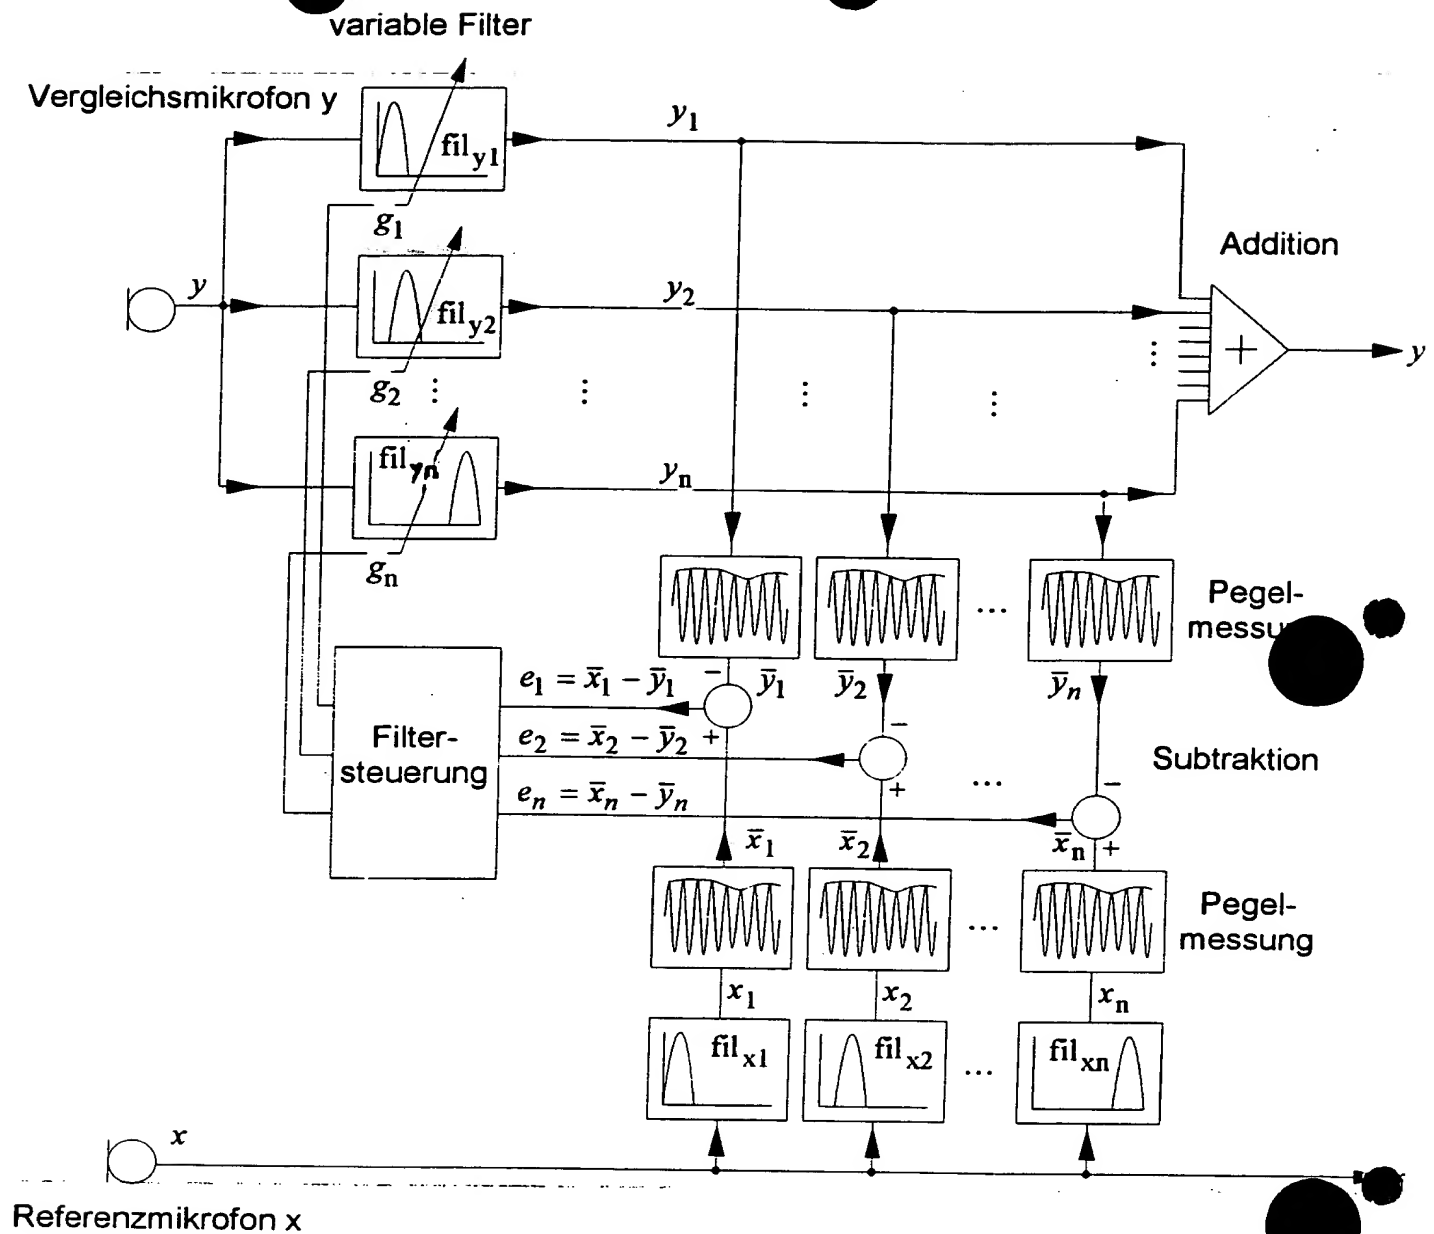 variable Filter
Vergleichsmikrofon y
fil_y1
y_1
g_1
Addition
y
fil_y2
y_2
+
y
g_2
⋮ ⋮ ⋮ ⋮ ⋮
fil_yn
y_n
g_n
... Pegel-
e_1 = x̄_1 − ȳ_1
−
ȳ_1
ȳ_2
ȳ_n
Filter-
steuerung
e_2 = x̄_2 − ȳ_2
+
−
+
...
−
Subtraktion
e_n = x̄_n − ȳ_n
x̄_1
x̄_2
x̄_n
+
... Pegel-
messung
x_1
x_2
x_n
fil_x1
fil_x2
...
fil_xn
x
Referenzmikrofon x